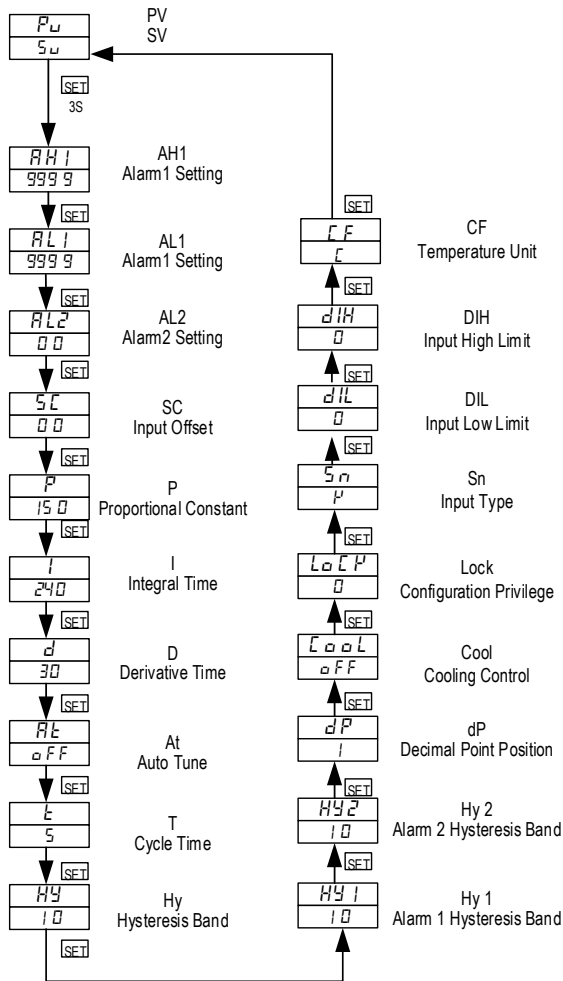 Pu
Su
PV
SV
SET
3S
AH1
9999
AH1
Alarm1 Setting
SET
AL1
9999
AL1
Alarm1 Setting
SET
AL2
00
AL2
Alarm2 Setting
SET
SC
00
SC
Input Offset
SET
P
150
P
Proportional Constant
SET
I
240
I
Integral Time
SET
d
30
D
Derivative Time
SET
At
oFF
At
Auto Tune
SET
t
5
T
Cycle Time
SET
HY
10
Hy
Hysteresis Band
SET
HY1
10
Hy 1
Alarm 1 Hysteresis Band
SET
HY2
10
Hy 2
Alarm 2 Hysteresis Band
SET
dP
1
dP
Decimal Point Position
SET
CooL
oFF
Cool
Cooling Control
SET
LoCK
0
Lock
Configuration Privilege
SET
Sn
K
Sn
Input Type
SET
dIL
0
DIL
Input Low Limit
SET
dIH
0
DIH
Input High Limit
SET
CF
C
CF
Temperature Unit
SET